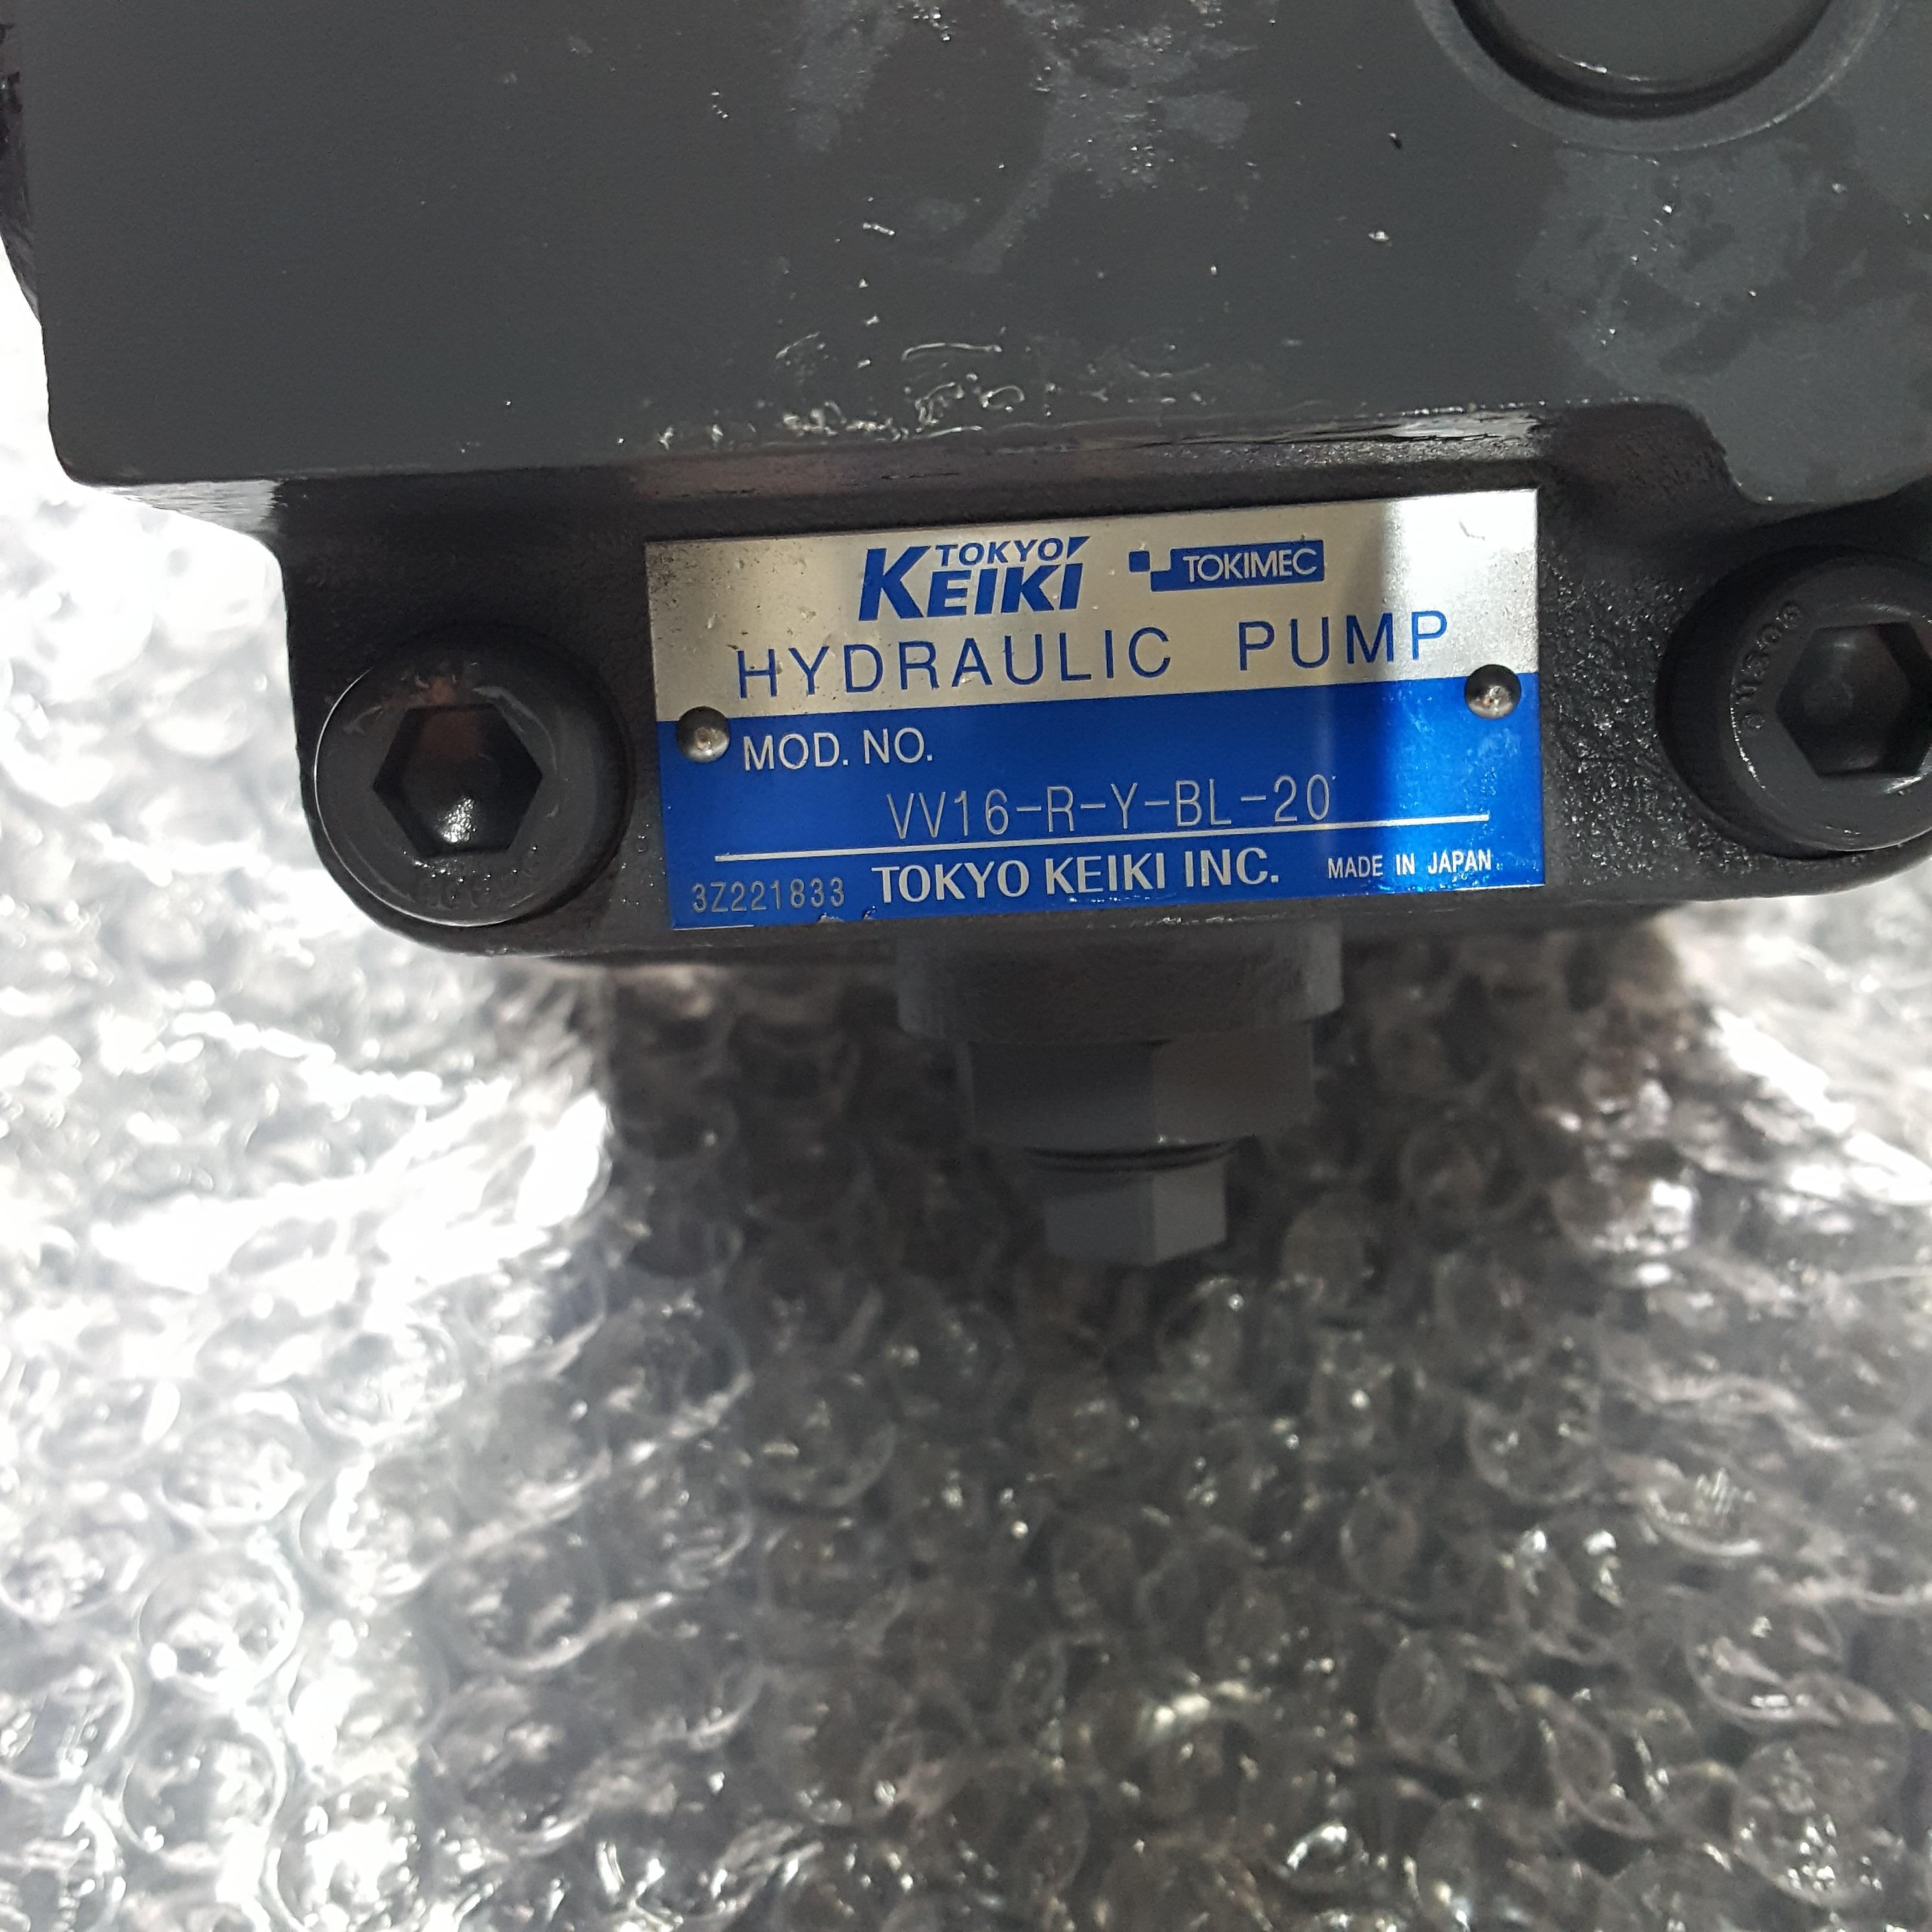 TOKYO
KEIKI
TOKIMEC
HYDRAULIC PUMP
MOD. NO.
VV16-R-Y-BL-20
3Z221833 TOKYO KEIKI INC. MADE IN JAPAN